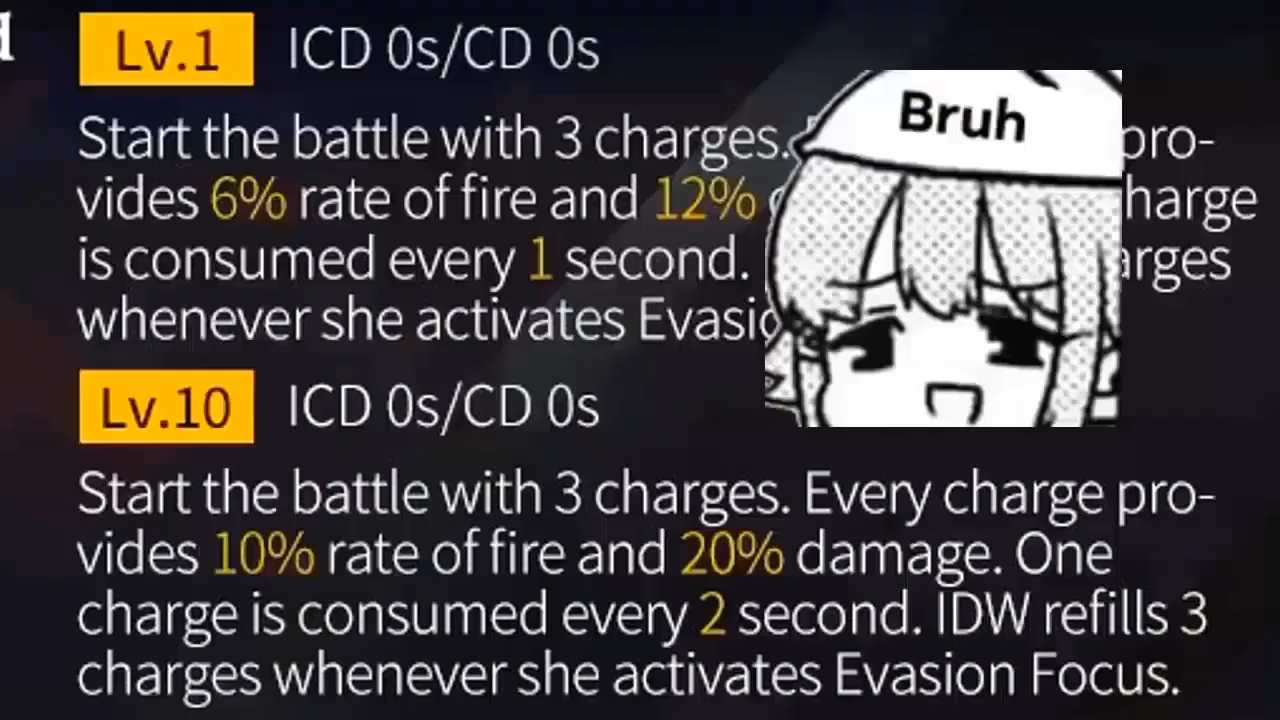 Lv.1 ICD 0s/CD 0s
Start the battle with 3 charges. pro-
vides 6% rate of fire and 12% harge
is consumed every 1 second. arges
whenever she activates Evasio
Bruh
Lv.10 ICD 0s/CD 0s
Start the battle with 3 charges. Every charge pro-
vides 10% rate of fire and 20% damage. One
charge is consumed every 2 second. IDW refills 3
charges whenever she activates Evasion Focus.